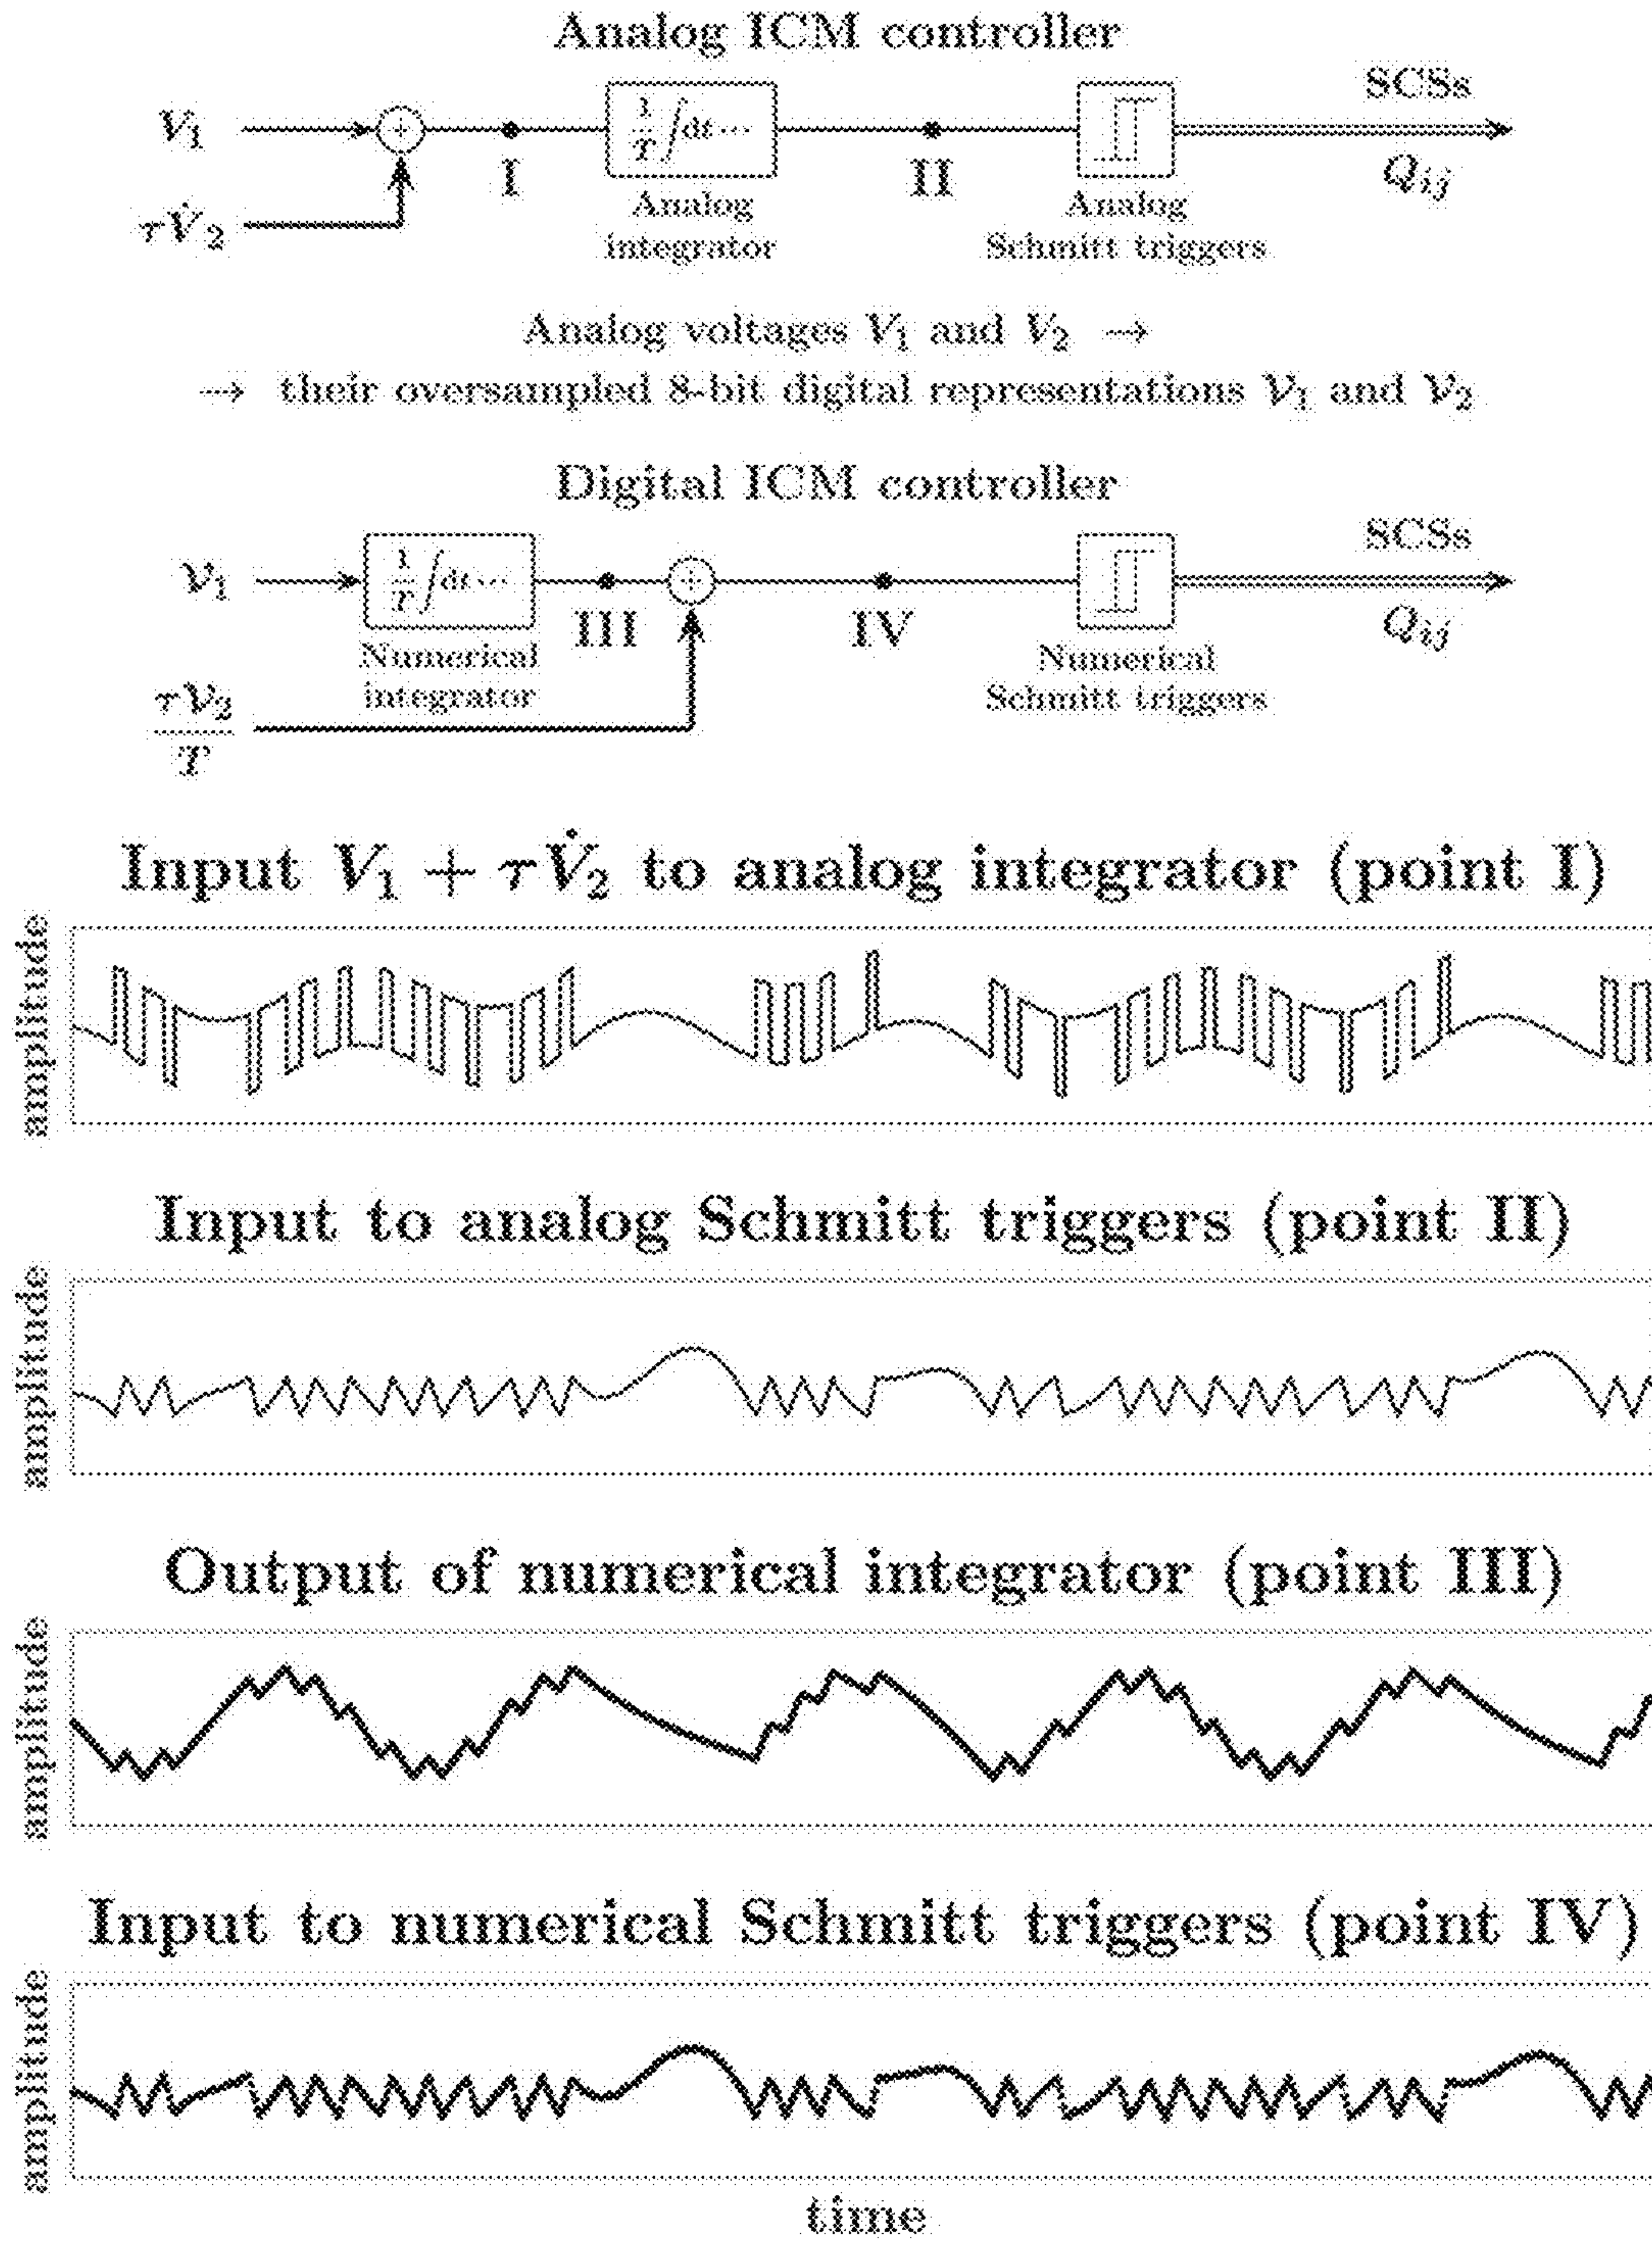 Analog ICM controller
V₁
τV̇₂
I
1/T ∫dt⋯
Analog
integrator
II
Analog
Schmitt triggers
SCSs
Qᵢⱼ
Analog voltages V₁ and V₂ →
→ their oversampled 8-bit digital representations 𝒱₁ and 𝒱₂
Digital ICM controller
𝒱₁
τ𝒱₂
T
1/T ∫dt⋯
Numerical
integrator
III
IV
Numerical
Schmitt triggers
SCSs
Qᵢⱼ
Input V₁ + τV̇₂ to analog integrator (point I)
amplitude
Input to analog Schmitt triggers (point II)
amplitude
Output of numerical integrator (point III)
amplitude
Input to numerical Schmitt triggers (point IV)
amplitude
time